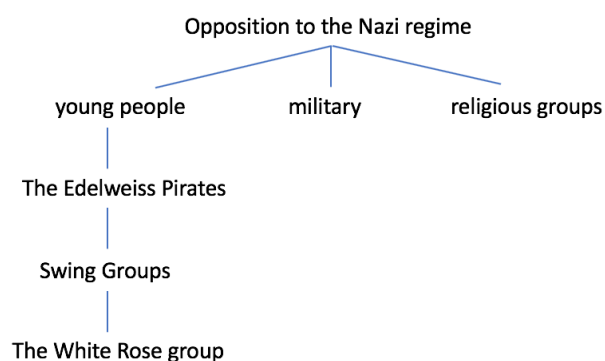 Opposition to the Nazi regime
young people military religious groups
The Edelweiss Pirates
Swing Groups
The White Rose group